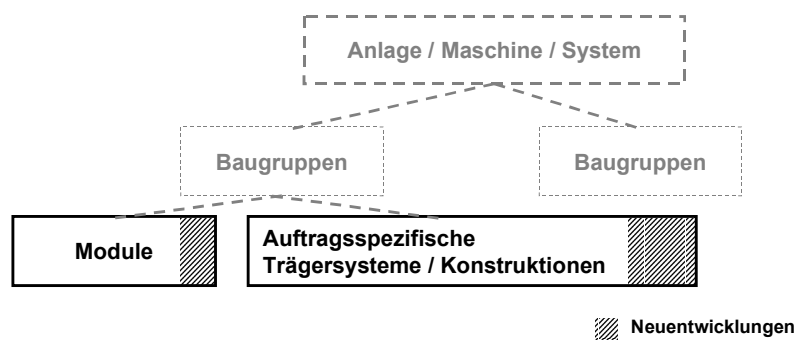 Anlage / Maschine / System
Baugruppen
Baugruppen
Module
Auftragsspezifische
Trägersysteme / Konstruktionen
Neuentwicklungen